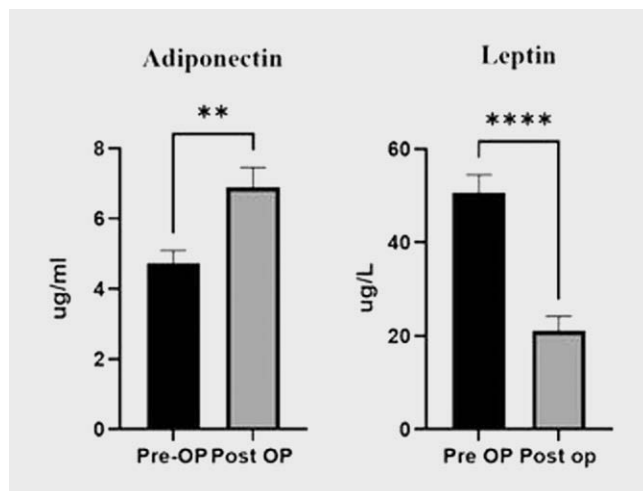 Adiponectin
**
8
6
4
2
0
ug/ml
Pre-OP Post OP
Leptin
****
60
40
20
0
ug/L
Pre OP Post op